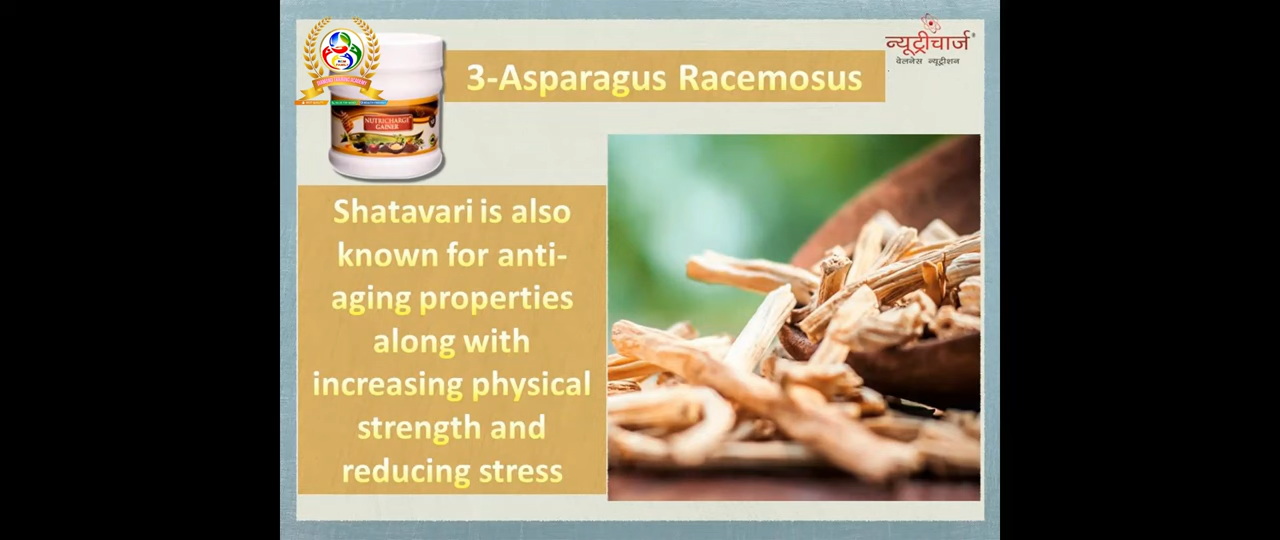 3-Asparagus Racemosus
न्यूट्रीचार्ज®
वेलनेस न्यूट्रीशन
NUTRICHARGE
GAINER
Shatavari is also
known for anti-
aging properties
along with
increasing physical
strength and
reducing stress